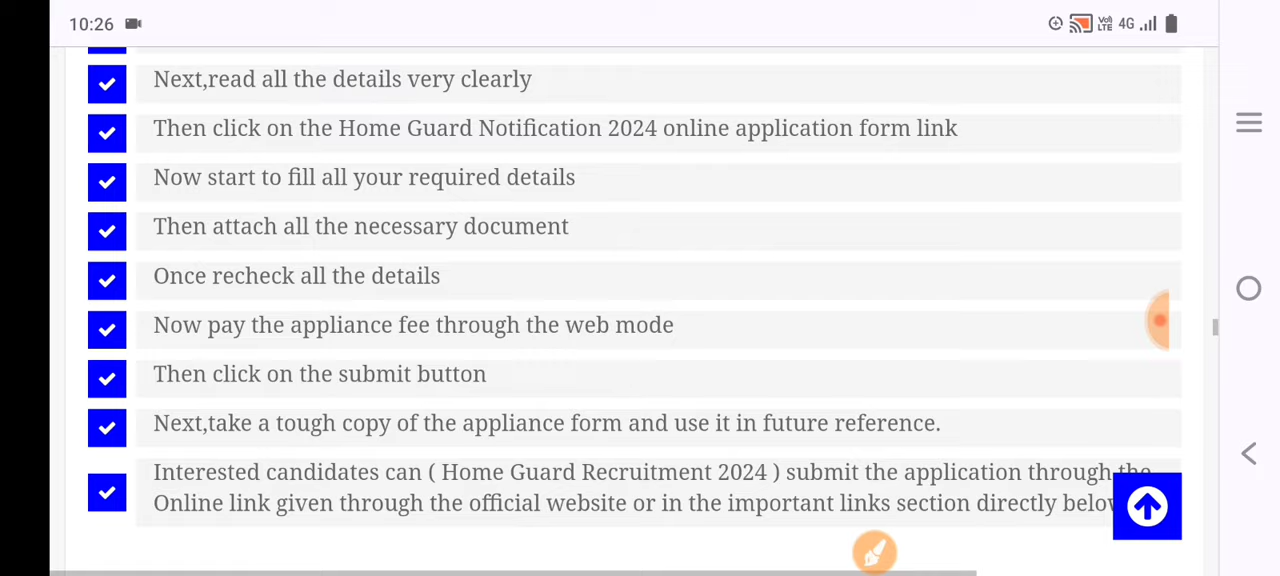 10:26
Vo) LTE 4G
Next,read all the details very clearly
Then click on the Home Guard Notification 2024 online application form link
Now start to fill all your required details
Then attach all the necessary document
Once recheck all the details
Now pay the appliance fee through the web mode
Then click on the submit button
Next,take a tough copy of the appliance form and use it in future reference.
Interested candidates can ( Home Guard Recruitment 2024 ) submit the application through the
Online link given through the official website or in the important links section directly below